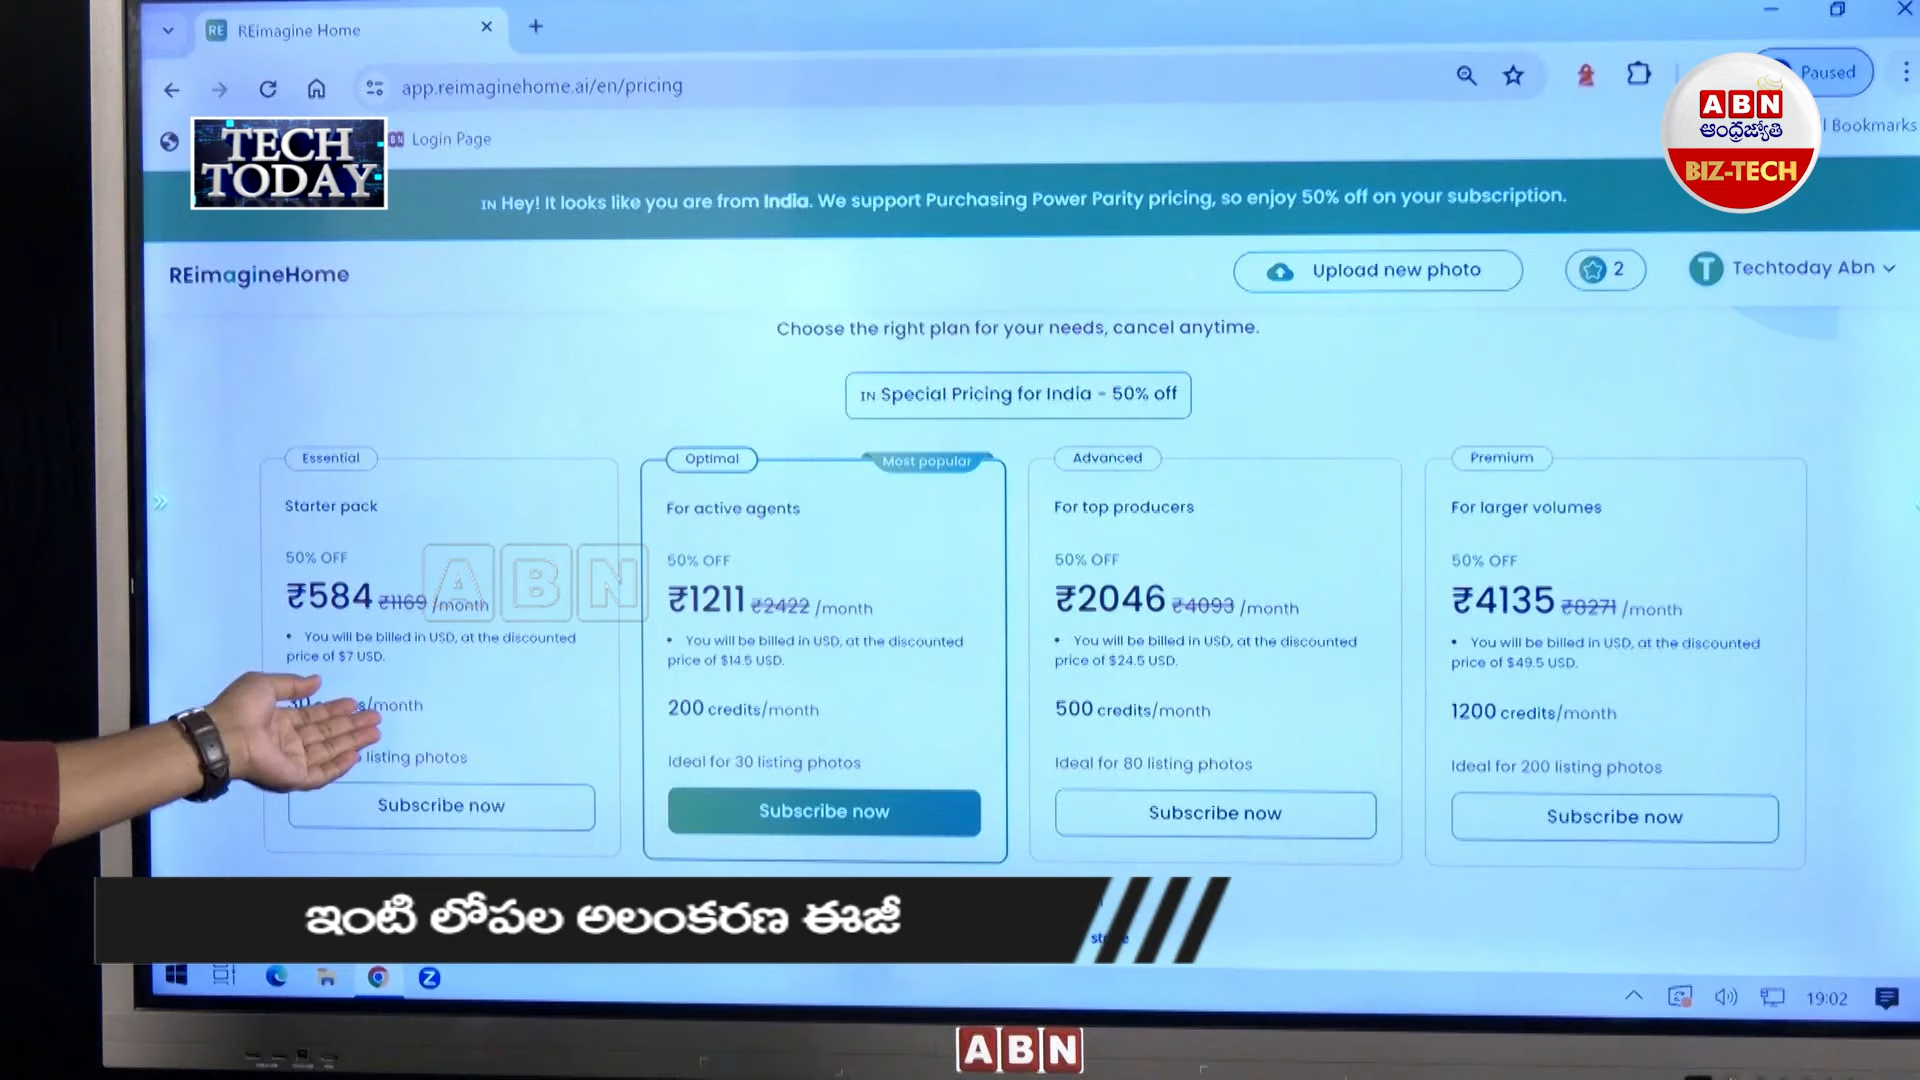 RE REimagine Home
app.reimaginehome.ai/en/pricing
Paused
TECH
TODAY
Login Page
Bookmarks
ABN
ఆంధ్రజ్యోతి
BIZ-TECH
IN Hey! It looks like you are from India. We support Purchasing Power Parity pricing, so enjoy 50% off on your subscription.
REimagineHome
Upload new photo
2
T Techtoday Abn
Choose the right plan for your needs, cancel anytime.
IN Special Pricing for India - 50% off
Essential
Starter pack
50% OFF
₹584 ₹1169 /month
• You will be billed in USD, at the discounted
price of $7 USD.
/month
listing photos
Subscribe now
Optimal
Most popular
For active agents
50% OFF
₹1211 ₹2422 /month
• You will be billed in USD, at the discounted
price of $14.5 USD.
200 credits/month
Ideal for 30 listing photos
Subscribe now
Advanced
For top producers
50% OFF
₹2046 ₹4093 /month
• You will be billed in USD, at the discounted
price of $24.5 USD.
500 credits/month
Ideal for 80 listing photos
Subscribe now
Premium
For larger volumes
50% OFF
₹4135 ₹8271 /month
• You will be billed in USD, at the discounted
price of $49.5 USD.
1200 credits/month
Ideal for 200 listing photos
Subscribe now
ABN
ఇంటి లోపల అలంకరణ ఈజీ
Z
19:02
ABN